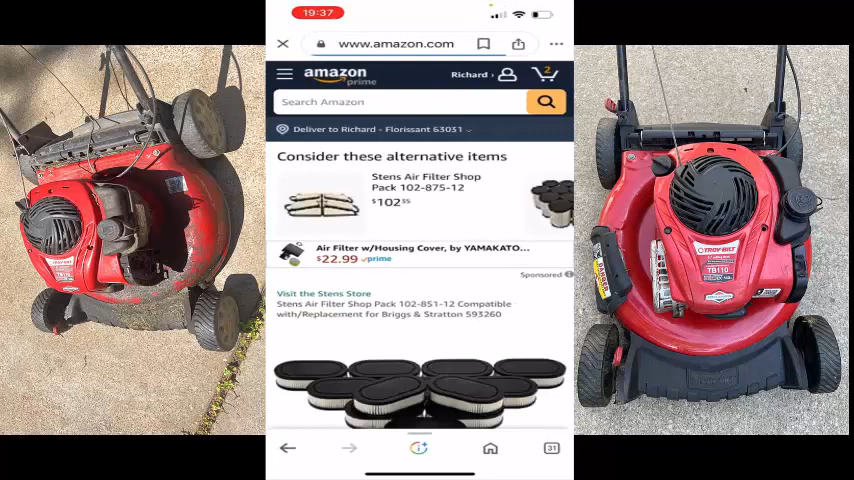 19:37
www.amazon.com
amazon
prime
Richard ›
2
Search Amazon
Deliver to Richard - Florissant 63031
Consider these alternative items
Stens Air Filter Shop
Pack 102-875-12
$102 55
Air Filter w/Housing Cover, by YAMAKATO...
$22.99 prime
Sponsored
Visit the Stens Store
Stens Air Filter Shop Pack 102-851-12 Compatible
with/Replacement for Briggs & Stratton 593260
31
TROY-BILT
TB110
DANGER